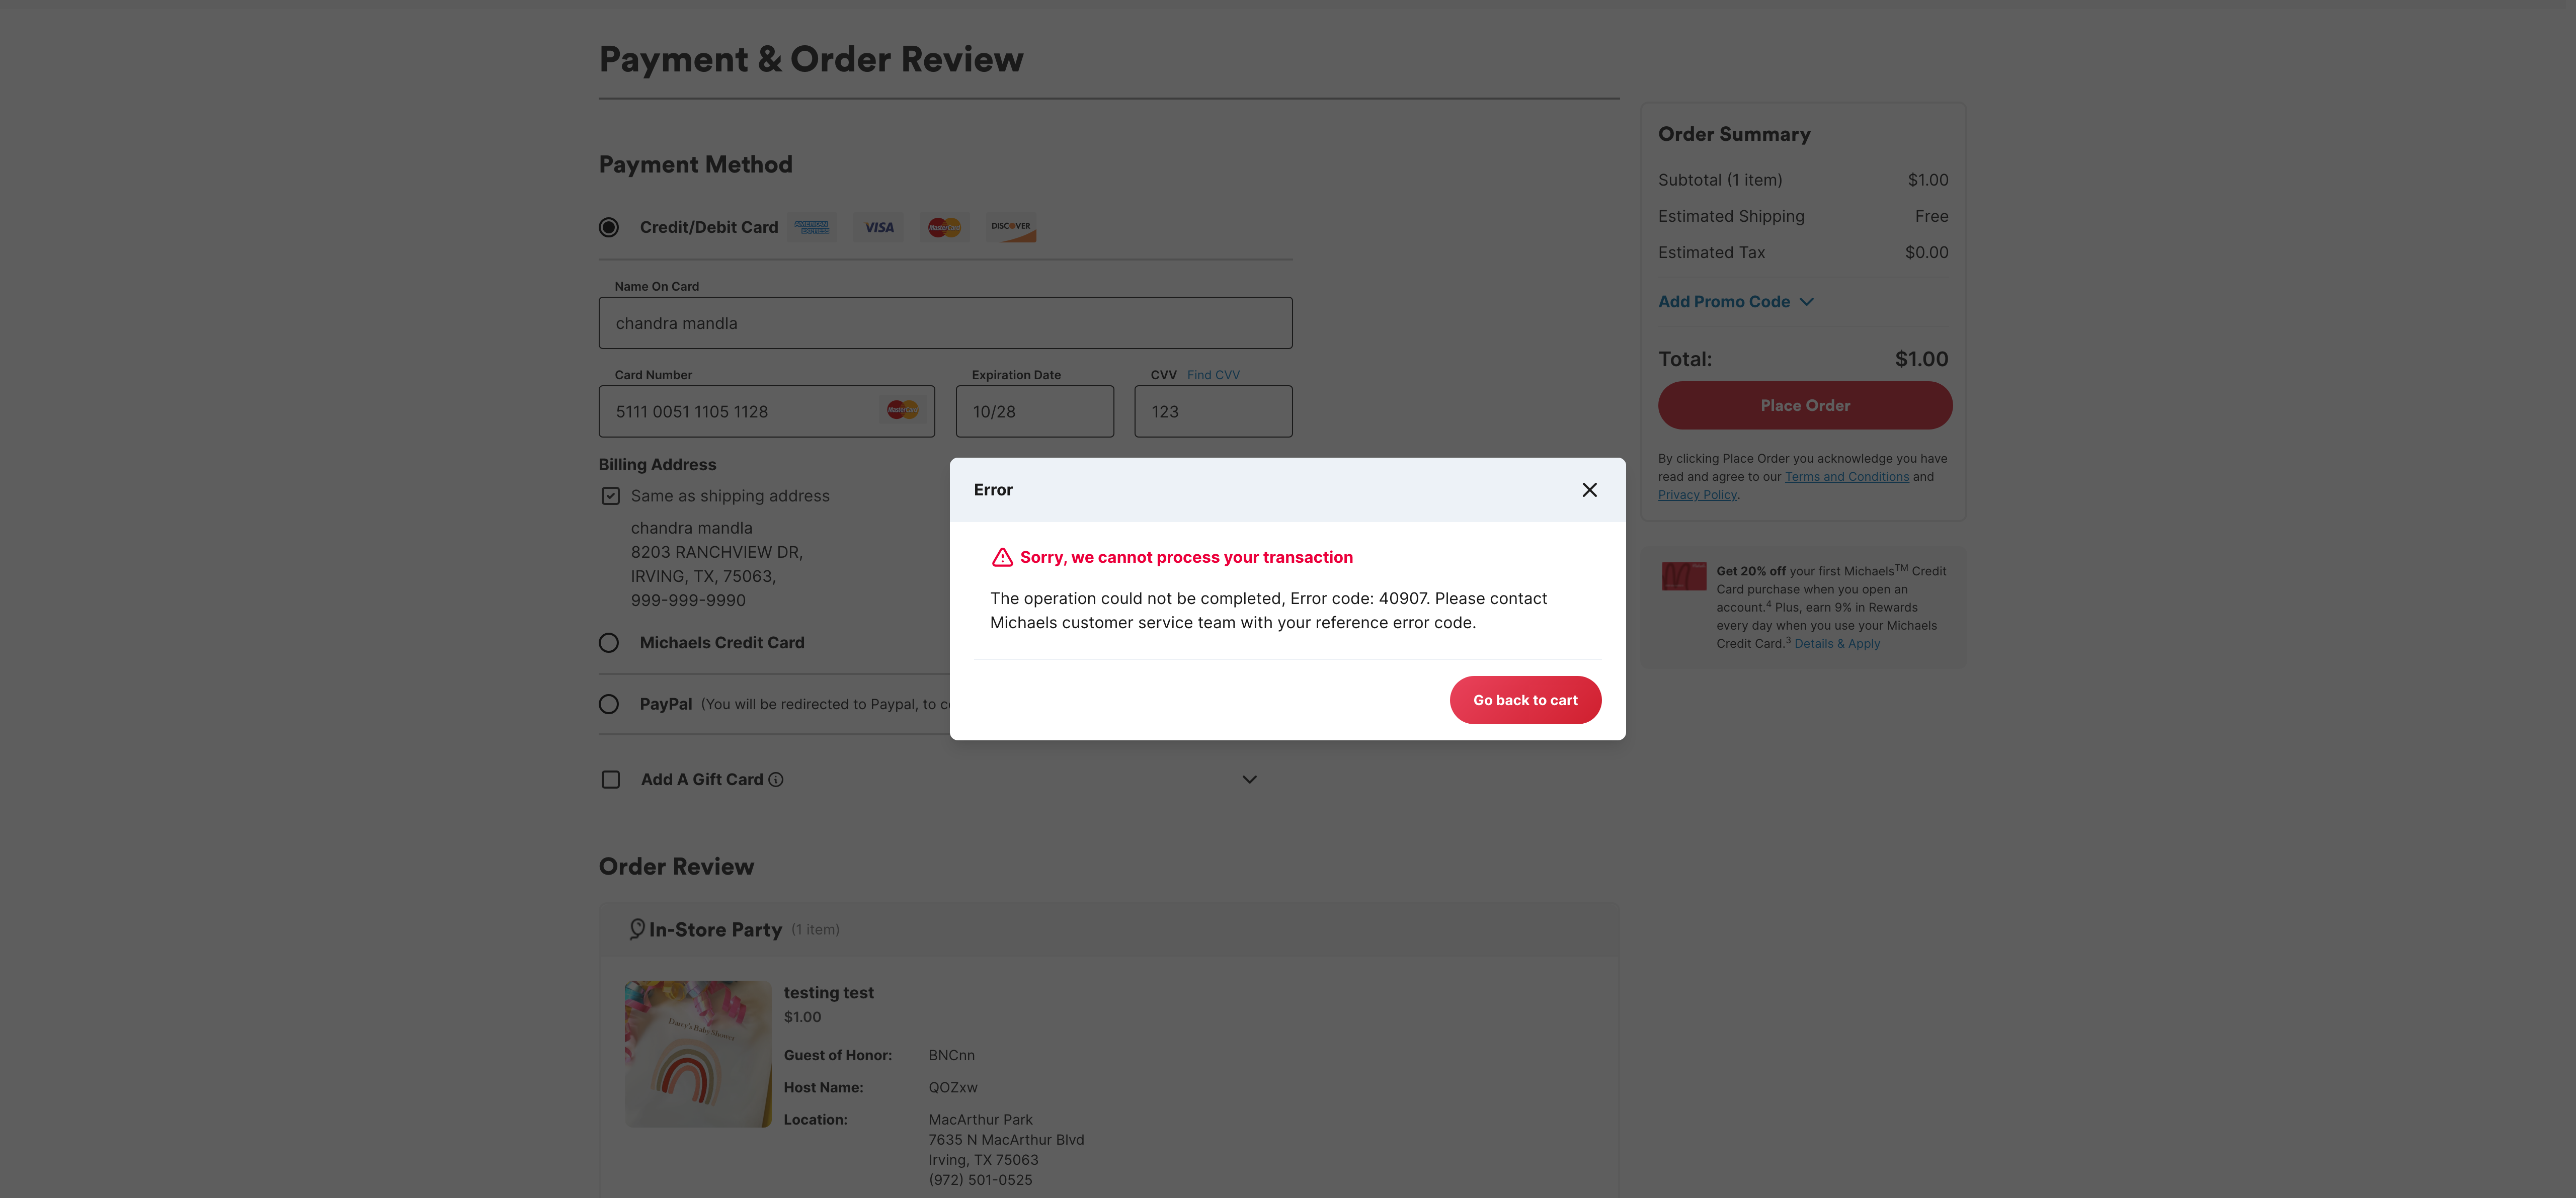 Payment & Order Review
Payment Method
Credit/Debit Card AMERICAN EXPRESS VISA MasterCard DISCOVER
Name On Card
chandra mandla
Card Number
5111 0051 1105 1128 MasterCard
Expiration Date
10/28
CVV Find CVV
123
Billing Address
Same as shipping address
chandra mandla
8203 RANCHVIEW DR,
IRVING, TX, 75063,
999-999-9990
Michaels Credit Card
PayPal (You will be redirected to Paypal, to c
Add A Gift Card
Error
Sorry, we cannot process your transaction
The operation could not be completed, Error code: 40907. Please contact
Michaels customer service team with your reference error code.
Go back to cart
Order Summary
Subtotal (1 item) $1.00
Estimated Shipping Free
Estimated Tax $0.00
Add Promo Code
Total: $1.00
Place Order
By clicking Place Order you acknowledge you have
read and agree to our Terms and Conditions and
Privacy Policy.
Get 20% off your first Michaels™ Credit
Card purchase when you open an
account.4 Plus, earn 9% in Rewards
every day when you use your Michaels
Credit Card.3 Details & Apply
Order Review
In-Store Party (1 item)
Darcy's Baby Shower
testing test
$1.00
Guest of Honor: BNCnn
Host Name: QOZxw
Location: MacArthur Park
7635 N MacArthur Blvd
Irving, TX 75063
(972) 501-0525